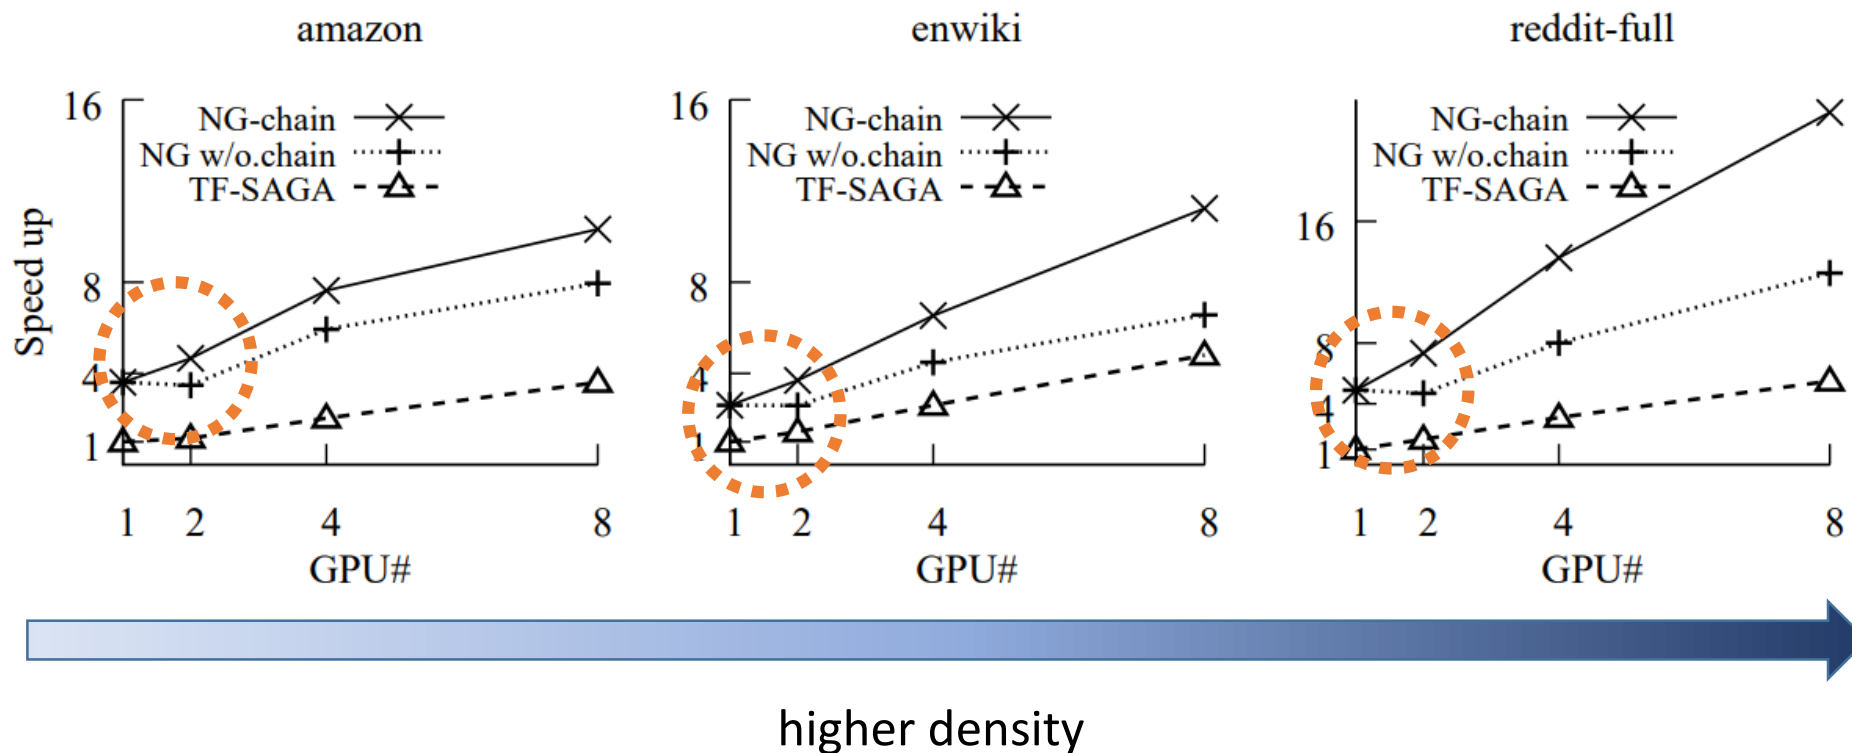 amazon
16
NG-chain
NG w/o.chain
TF-SAGA
8
4
1
Speed up
1 2 4 8
GPU#
enwiki
16
NG-chain
NG w/o.chain
TF-SAGA
8
4
1
1 2 4 8
GPU#
reddit-full
NG-chain
NG w/o.chain
TF-SAGA
16
8
4
1
1 2 4 8
GPU#
higher density